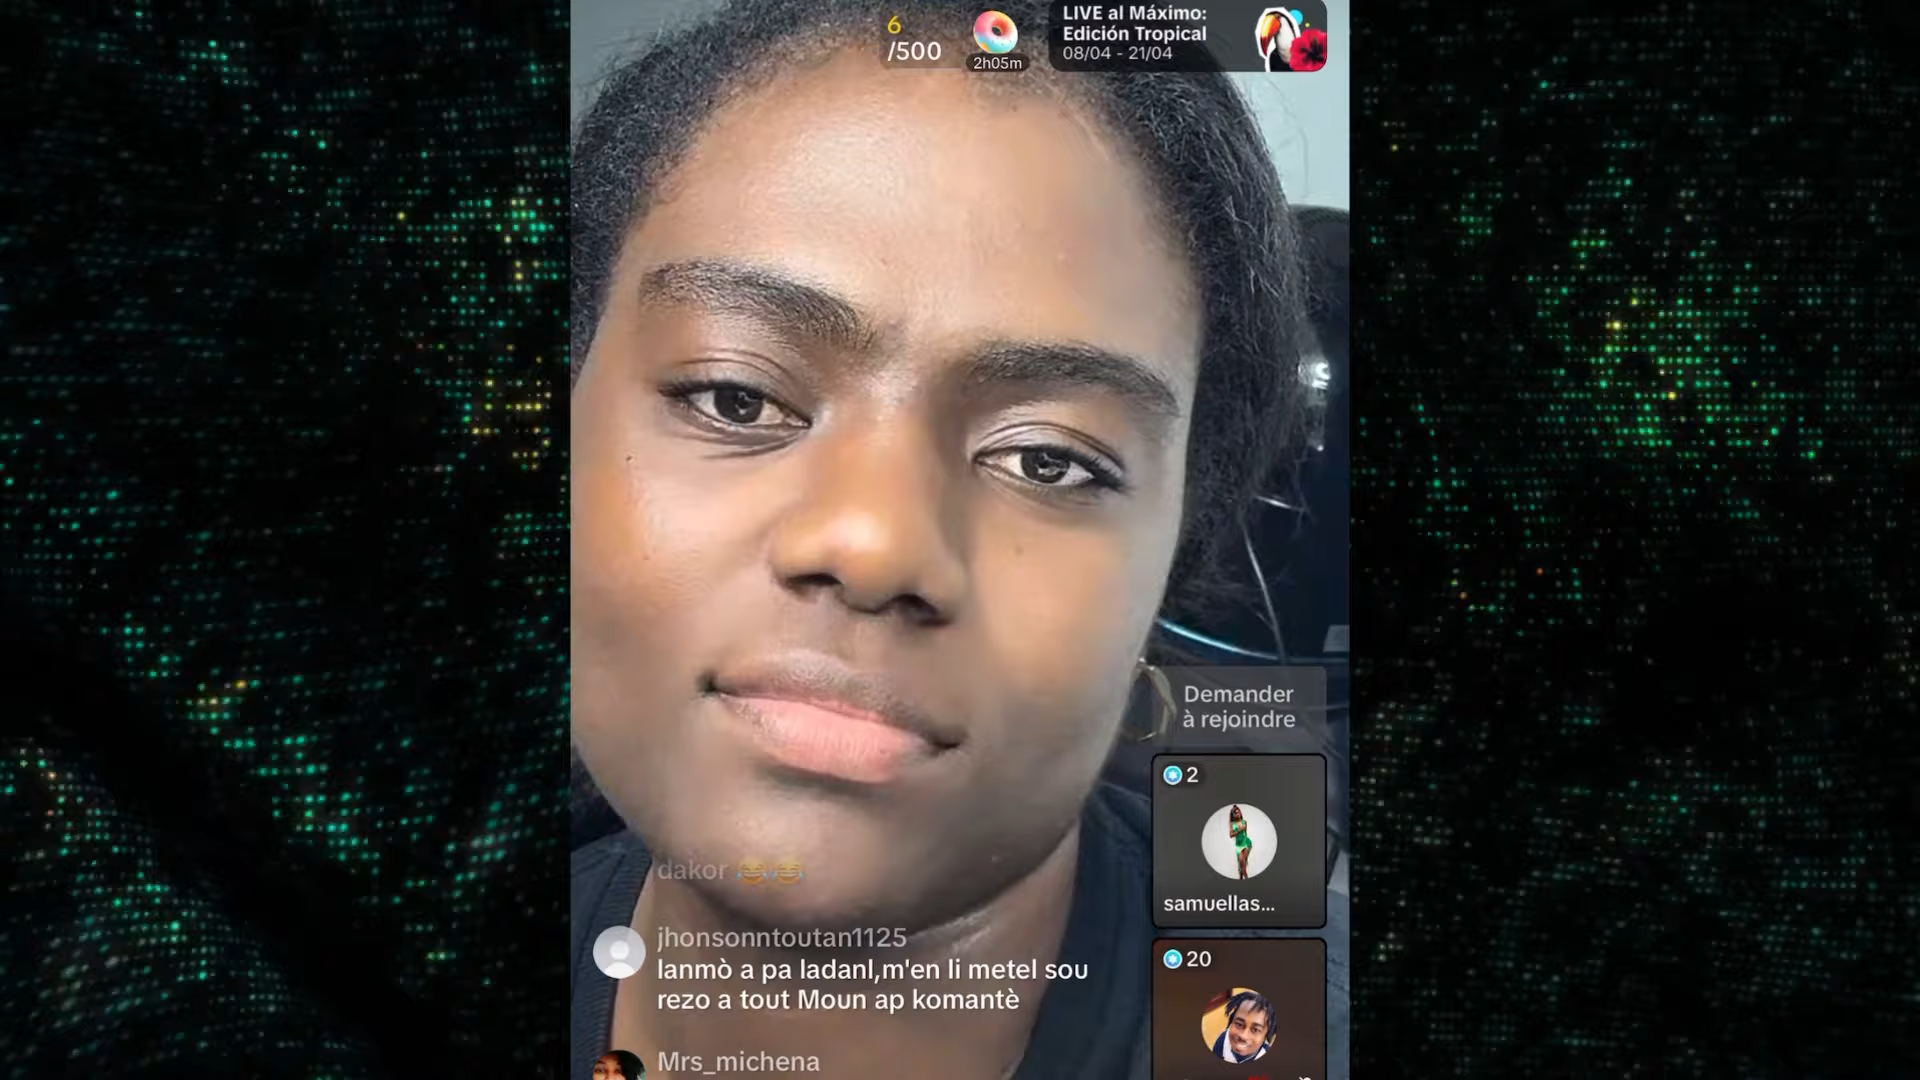 6
/500
2h05m
LIVE al Máximo:
Edición Tropical
08/04 - 21/04
Demander
à rejoindre
2
samuellas...
20
dakor 😂😂
jhonsonntoutan1125
lanmò a pa ladanl,m'en li metel sou
rezo a tout Moun ap komantè
Mrs_michena